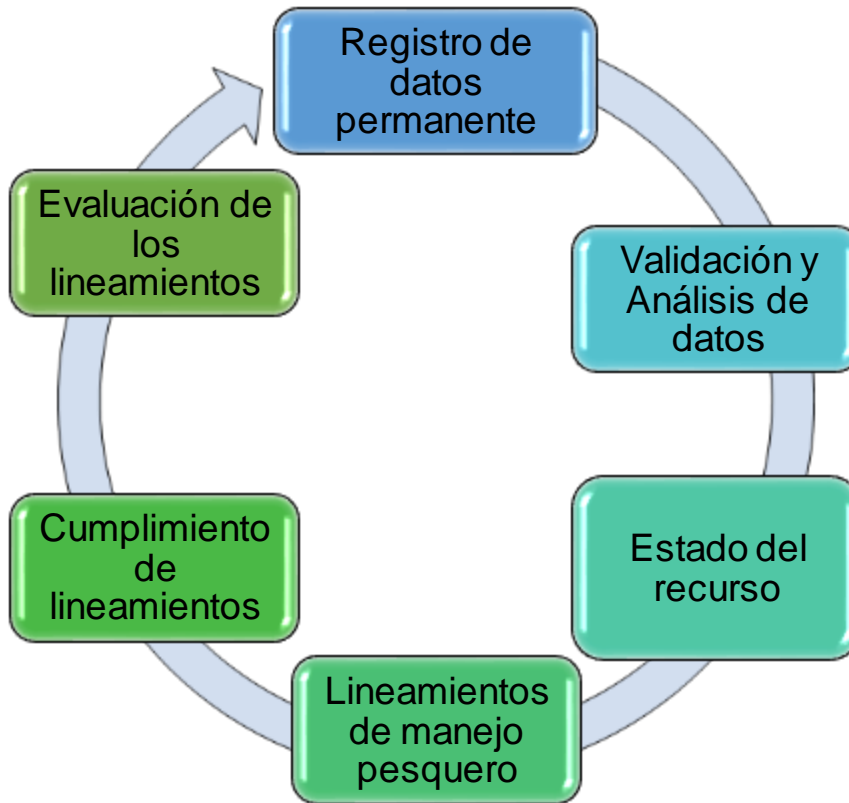 Registro de
datos
permanente
Validación y
Análisis de
datos
Estado del
recurso
Lineamientos
de manejo
pesquero
Cumplimiento
de
lineamientos
Evaluación de
los
lineamientos